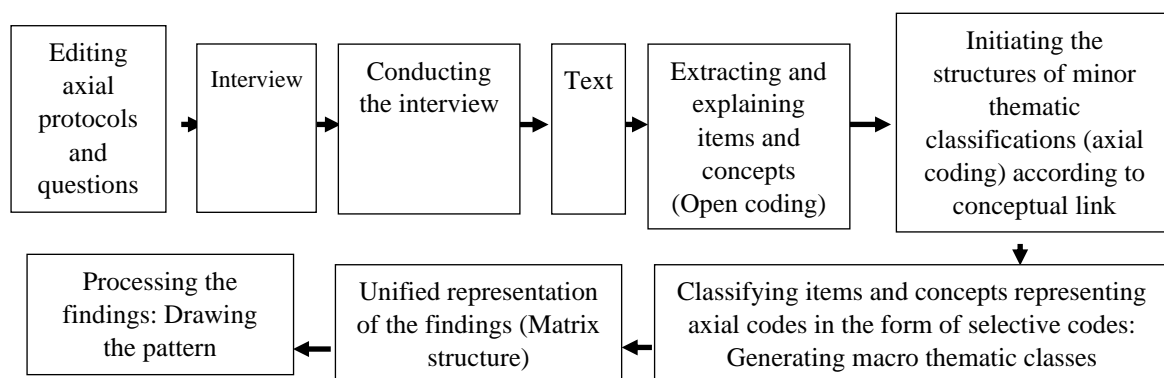 Editing
axial
protocols
and
questions
Interview
Conducting
the interview
Text
Extracting and
explaining
items and
concepts
(Open coding)
Initiating the
structures of minor
thematic
classifications (axial
coding) according to
conceptual link
Classifying items and concepts representing
axial codes in the form of selective codes:
Generating macro thematic classes
Unified representation
of the findings (Matrix
structure)
Processing the
findings: Drawing
the pattern